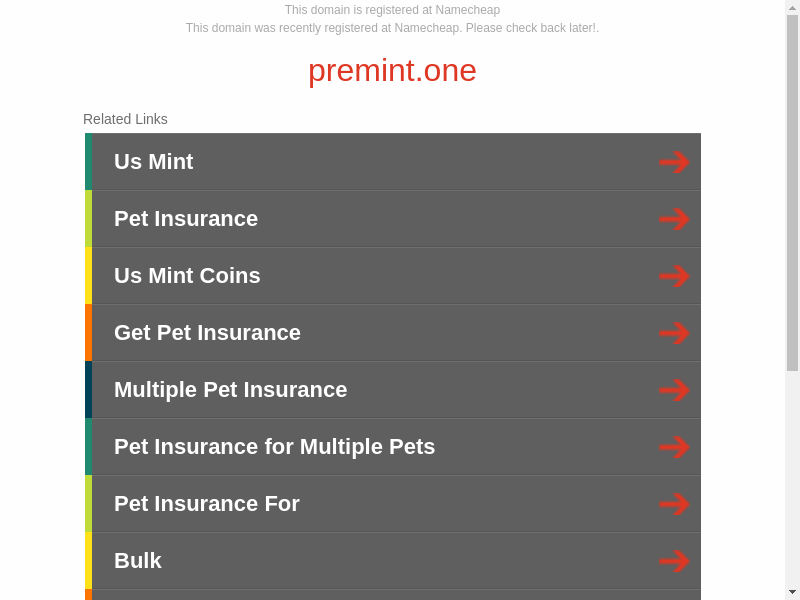 This domain is registered at Namecheap
This domain was recently registered at Namecheap. Please check back later!.
premint.one
Related Links
Us Mint
Pet Insurance
Us Mint Coins
Get Pet Insurance
Multiple Pet Insurance
Pet Insurance for Multiple Pets
Pet Insurance For
Bulk